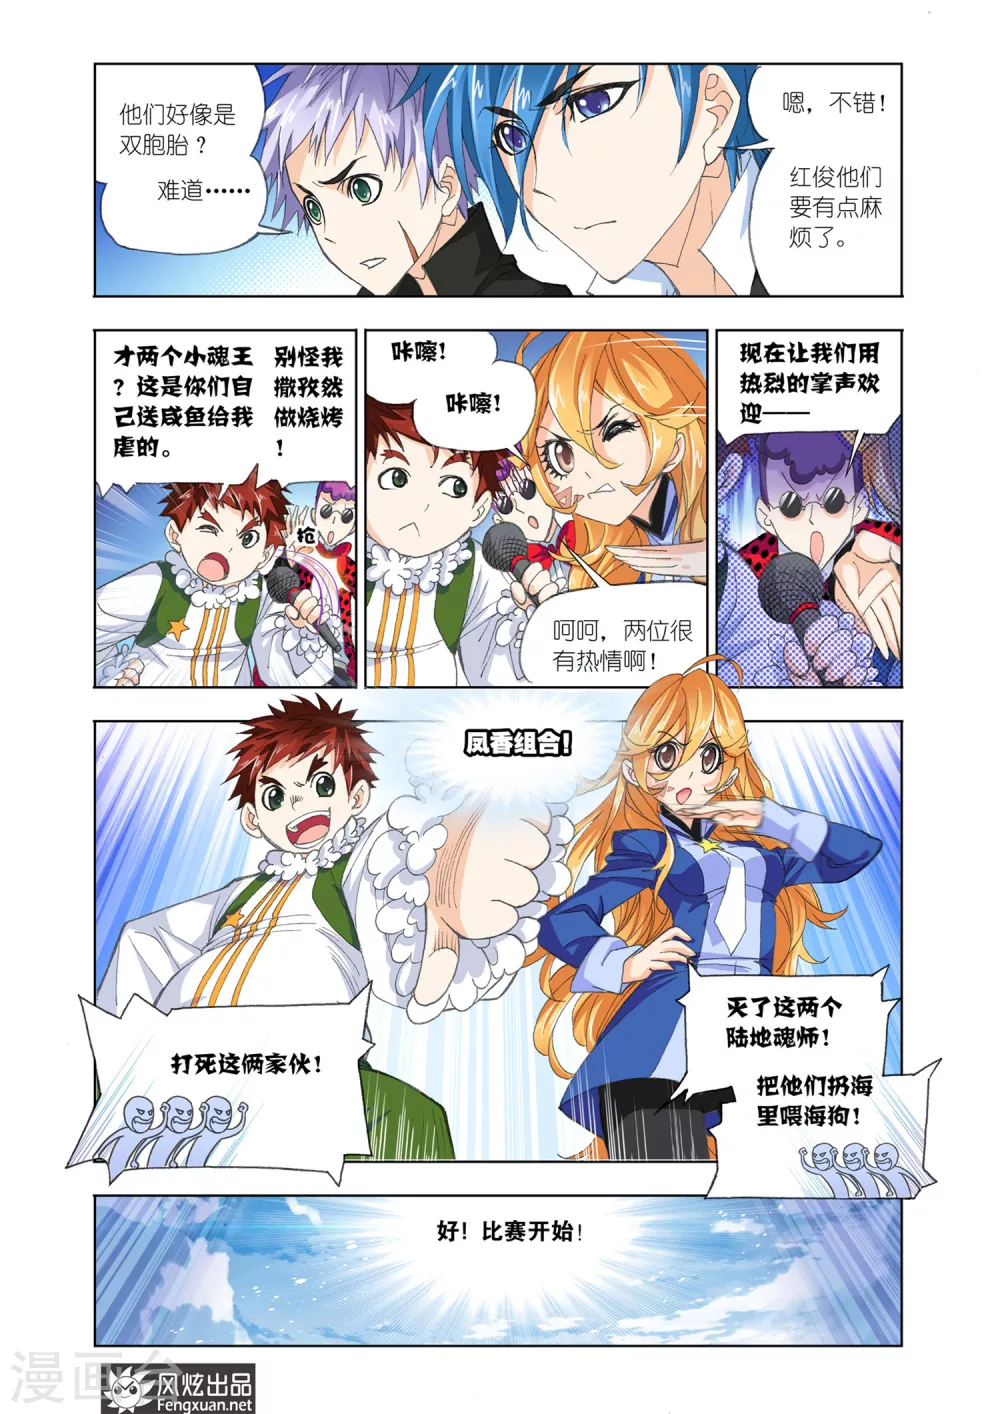 他们好像是
双胞胎？
难道……
嗯，不错！
红俊他们
要有点麻
烦了。
才两个小魂王
？这是你们自
己送咸鱼给我
虐的。
别怪我
撒孜然
做烧烤
！
抢
咔嚓！
咔嚓！
呵呵，两位很
有热情啊！
现在让我们用
热烈的掌声欢
迎——
凤香组合！
打死这俩家伙！
灭了这两个
陆地魂师！
把他们扔海
里喂海狗！
好！比赛开始！
漫画台
风炫出品
Fengxuan.net